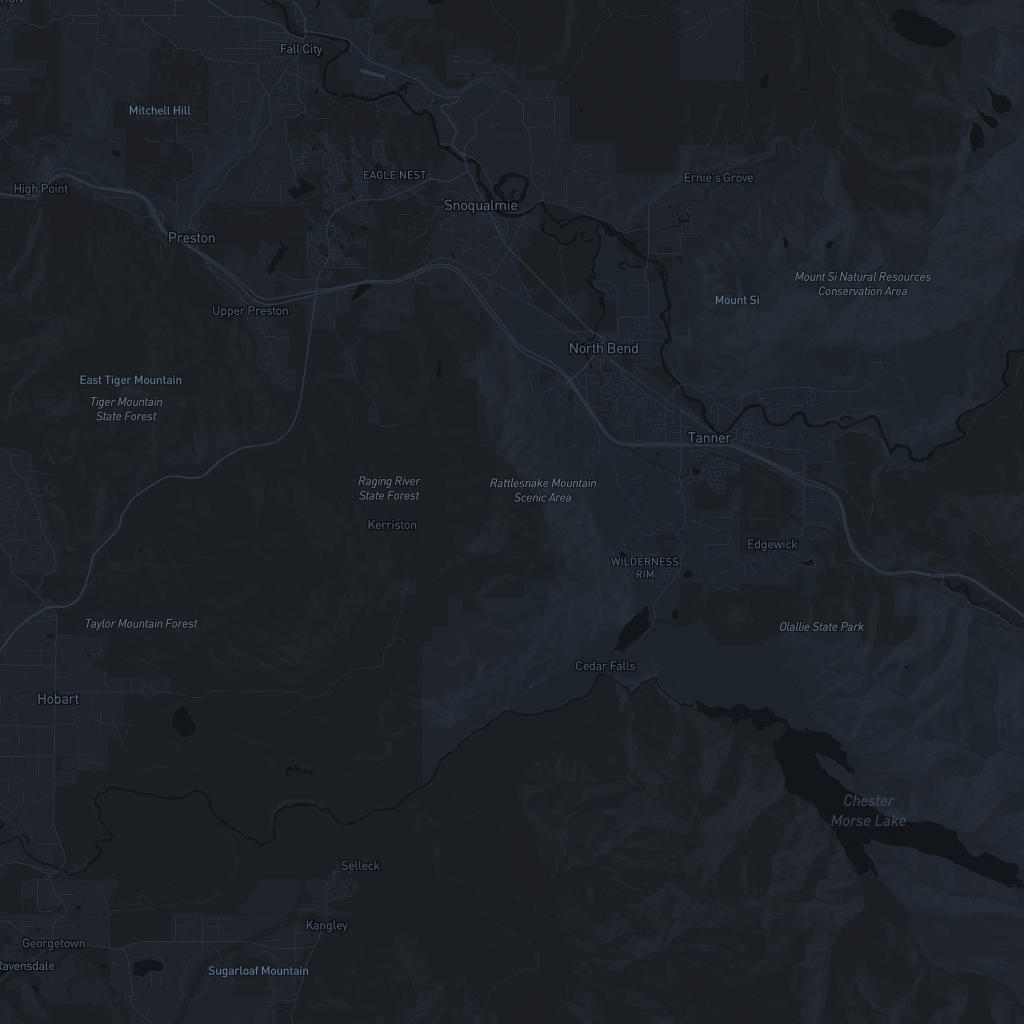 Fall City
Mitchell Hill
EAGLE NEST
Ernie's Grove
High Point
Snoqualmie
Preston
Mount Si Natural Resources
Conservation Area
Mount Si
Upper Preston
North Bend
East Tiger Mountain
Tiger Mountain
State Forest
Tanner
Raging River
State Forest
Rattlesnake Mountain
Scenic Area
Kerriston
Edgewick
WILDERNESS
RIM
Taylor Mountain Forest
Olallie State Park
Cedar Falls
Hobart
Chester
Morse Lake
Selleck
Kangley
Georgetown
Ravensdale
Sugarloaf Mountain